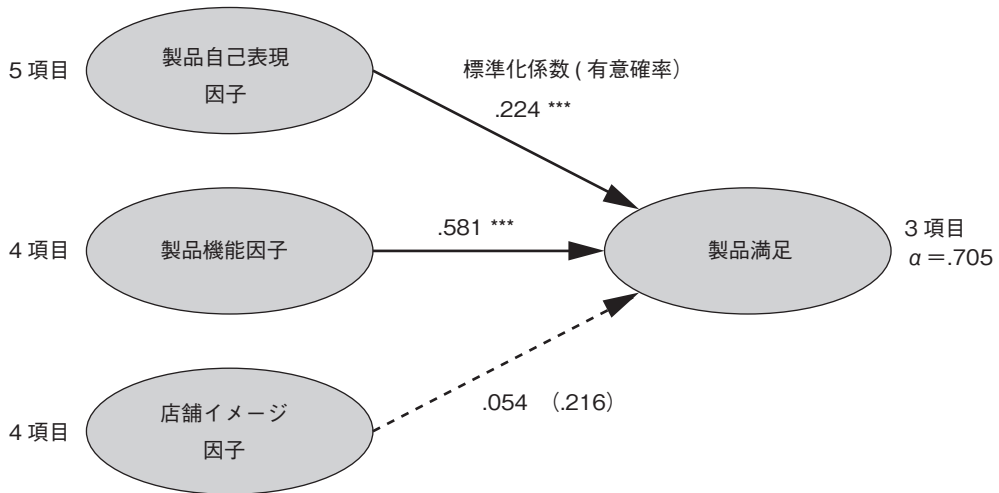 5 項目
製品自己表現
因子
標準化係数 ( 有意確率）
.224 ***
4 項目
製品機能因子
.581 ***
製品満足
3 項目
α＝.705
4 項目
店舗イメージ
因子
.054 （.216）